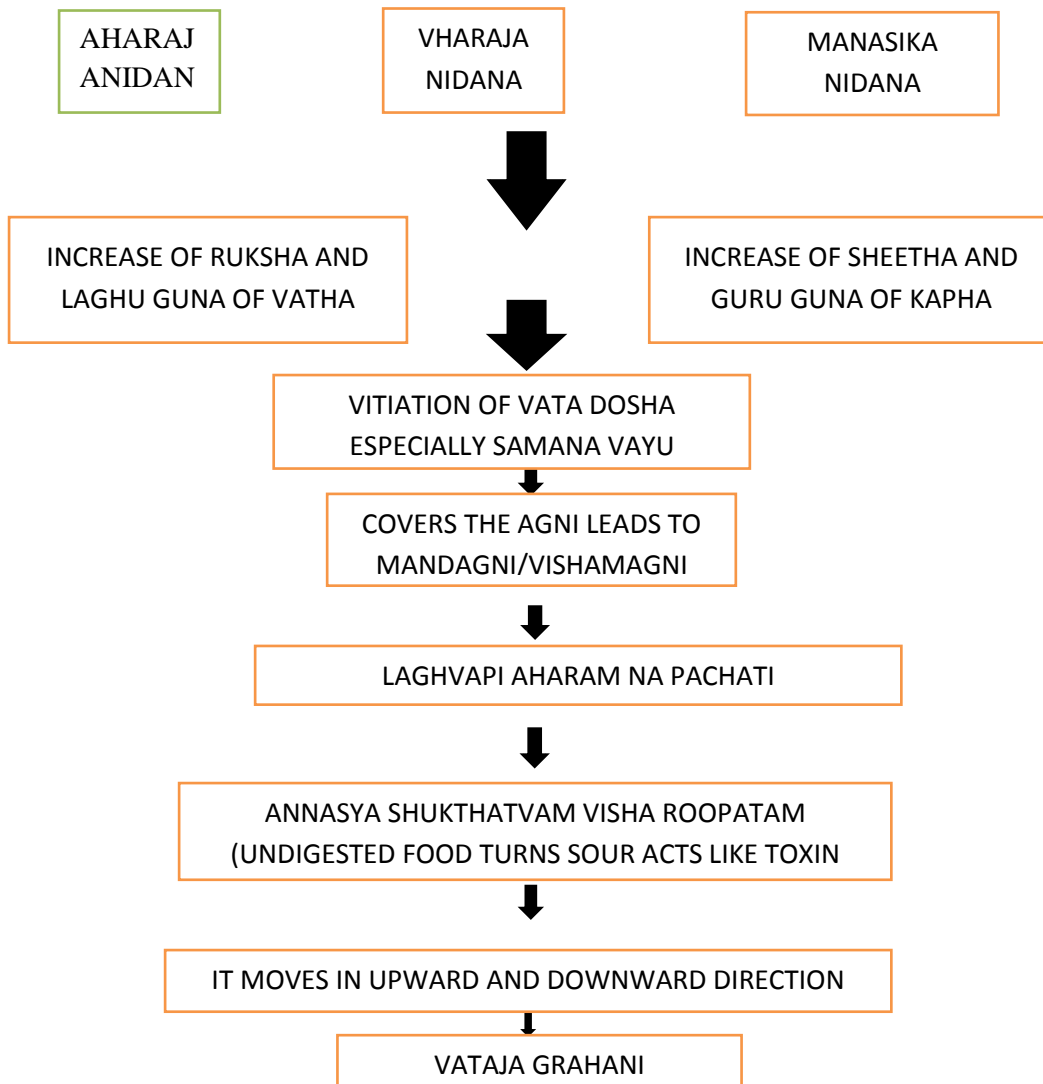 AHARAJ
ANIDAN
VHARAJA
NIDANA
MANASIKA
NIDANA
INCREASE OF RUKSHA AND
LAGHU GUNA OF VATHA
INCREASE OF SHEETHA AND
GURU GUNA OF KAPHA
VITIATION OF VATA DOSHA
ESPECIALLY SAMANA VAYU
COVERS THE AGNI LEADS TO
MANDAGNI/VISHAMAGNI
LAGHVAPI AHARAM NA PACHATI
ANNASYA SHUKTHATVAM VISHA ROOPATAM
(UNDIGESTED FOOD TURNS SOUR ACTS LIKE TOXIN
IT MOVES IN UPWARD AND DOWNWARD DIRECTION
VATAJA GRAHANI